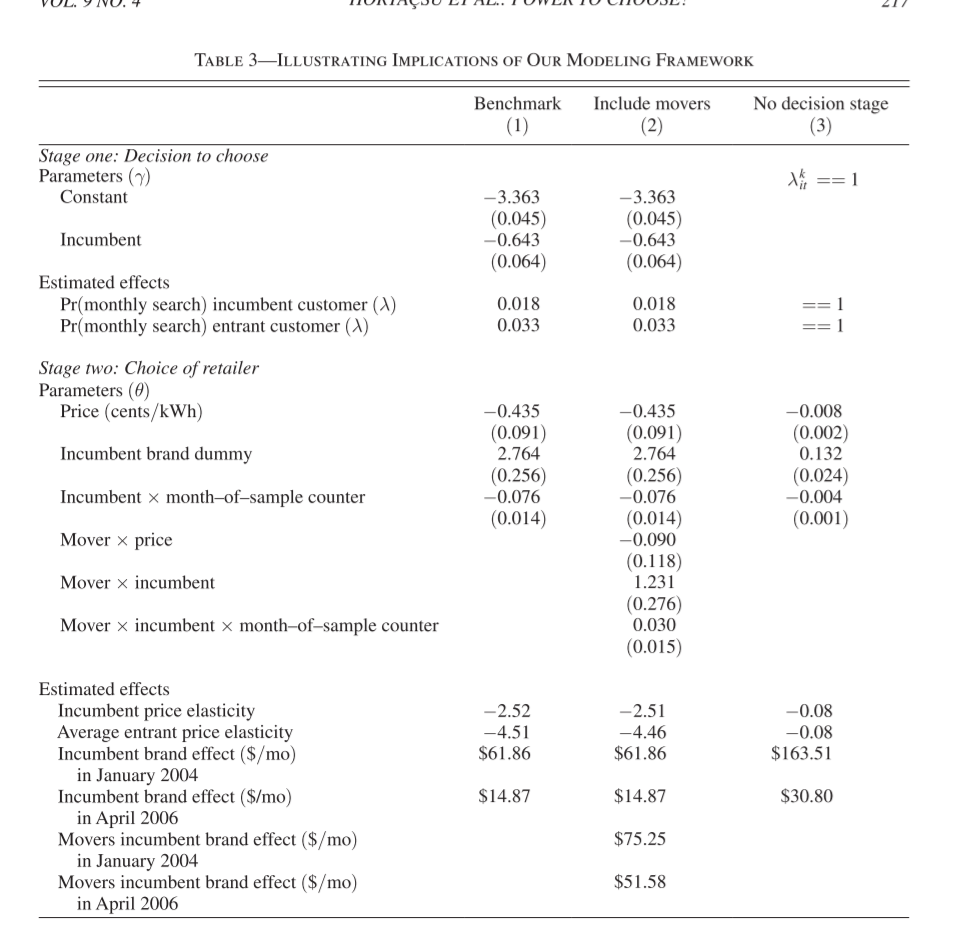 VOL. 9 NO. 4 HORTAÇSU ET AL.: POWER TO CHOOSE? 217
TABLE 3—ILLUSTRATING IMPLICATIONS OF OUR MODELING FRAMEWORK
Benchmark Include movers No decision stage
(1) (2) (3)
Stage one: Decision to choose
Parameters (γ) λ_it^k == 1
Constant −3.363 −3.363
(0.045) (0.045)
Incumbent −0.643 −0.643
(0.064) (0.064)
Estimated effects
Pr(monthly search) incumbent customer (λ) 0.018 0.018 == 1
Pr(monthly search) entrant customer (λ) 0.033 0.033 == 1
Stage two: Choice of retailer
Parameters (θ)
Price (cents/kWh) −0.435 −0.435 −0.008
(0.091) (0.091) (0.002)
Incumbent brand dummy 2.764 2.764 0.132
(0.256) (0.256) (0.024)
Incumbent × month–of–sample counter −0.076 −0.076 −0.004
(0.014) (0.014) (0.001)
Mover × price −0.090
(0.118)
Mover × incumbent 1.231
(0.276)
Mover × incumbent × month–of–sample counter 0.030
(0.015)
Estimated effects
Incumbent price elasticity −2.52 −2.51 −0.08
Average entrant price elasticity −4.51 −4.46 −0.08
Incumbent brand effect ($/mo) $61.86 $61.86 $163.51
in January 2004
Incumbent brand effect ($/mo) $14.87 $14.87 $30.80
in April 2006
Movers incumbent brand effect ($/mo) $75.25
in January 2004
Movers incumbent brand effect ($/mo) $51.58
in April 2006